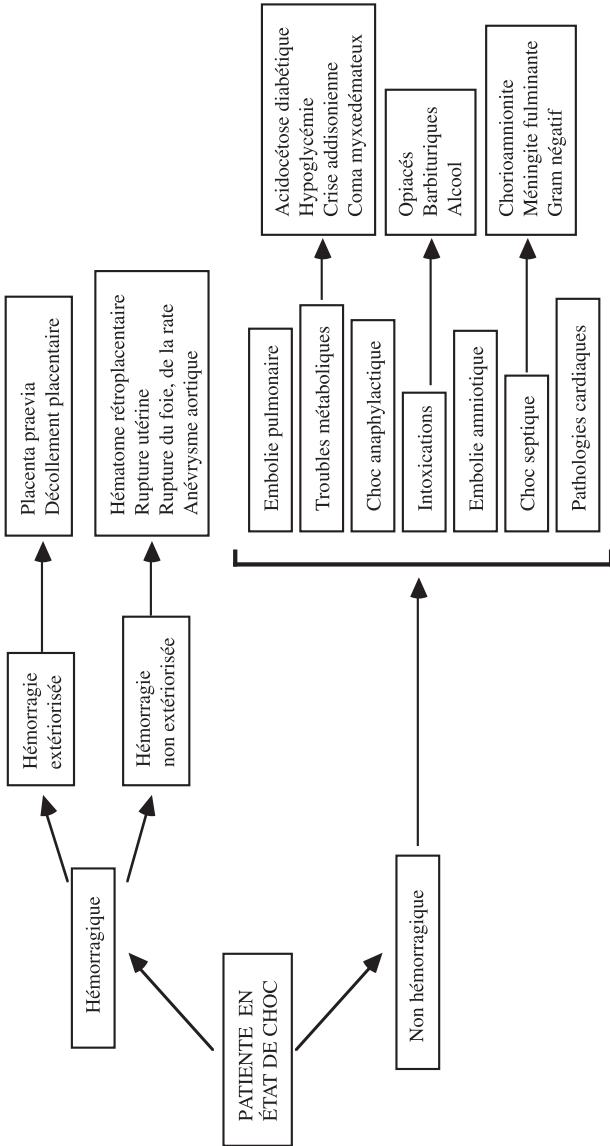 PATIENTE EN
ÉTAT DE CHOC
Hémorragique
Hémorragie
extériorisée
Placenta praevia
Décollement placentaire
Hémorragie
non extériorisée
Hématome rétroplacentaire
Rupture utérine
Rupture du foie, de la rate
Anévrysme aortique
Non hémorragique
Embolie pulmonaire
Troubles métaboliques
Acidocétose diabétique
Hypoglycémie
Crise addisonienne
Coma myxœdémateux
Choc anaphylactique
Intoxications
Opiacés
Barbituriques
Alcool
Embolie amniotique
Choc septique
Chorioamnionite
Méningite fulminante
Gram négatif
Pathologies cardiaques